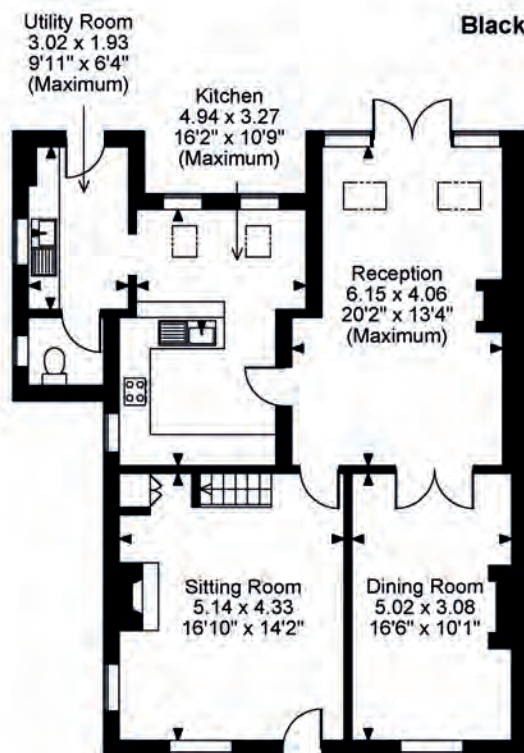 Black
Utility Room
3.02 x 1.93
9'11" x 6'4"
(Maximum)
Kitchen
4.94 x 3.27
16'2" x 10'9"
(Maximum)
Reception
6.15 x 4.06
20'2" x 13'4"
(Maximum)
Sitting Room
5.14 x 4.33
16'10" x 14'2"
Dining Room
5.02 x 3.08
16'6" x 10'1"